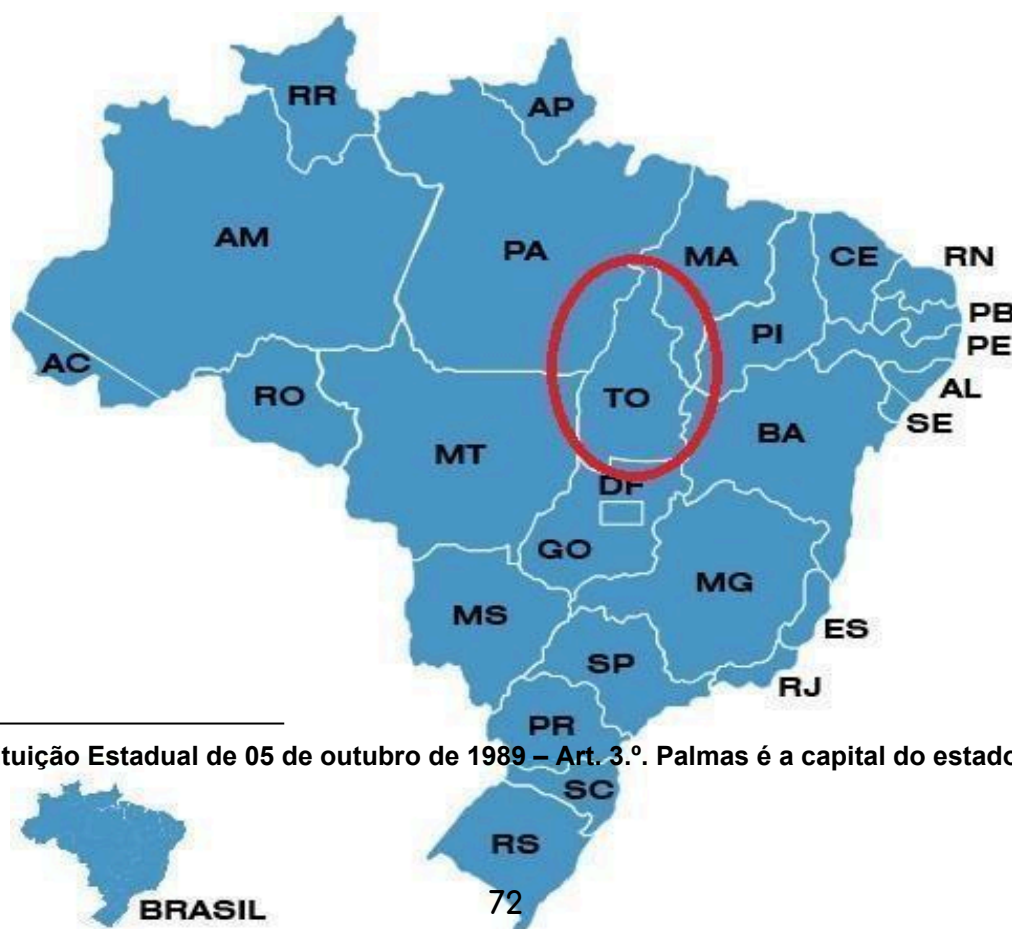 RR
AP
AM
PA
MA
CE
RN
PB
PE
PI
AC
RO
TO
AL
SE
MT
BA
DF
GO
MG
MS
ES
SP
RJ
PR
tuição Estadual de 05 de outubro de 1989 – Art. 3.º. Palmas é a capital do estado
SC
RS
72
BRASIL